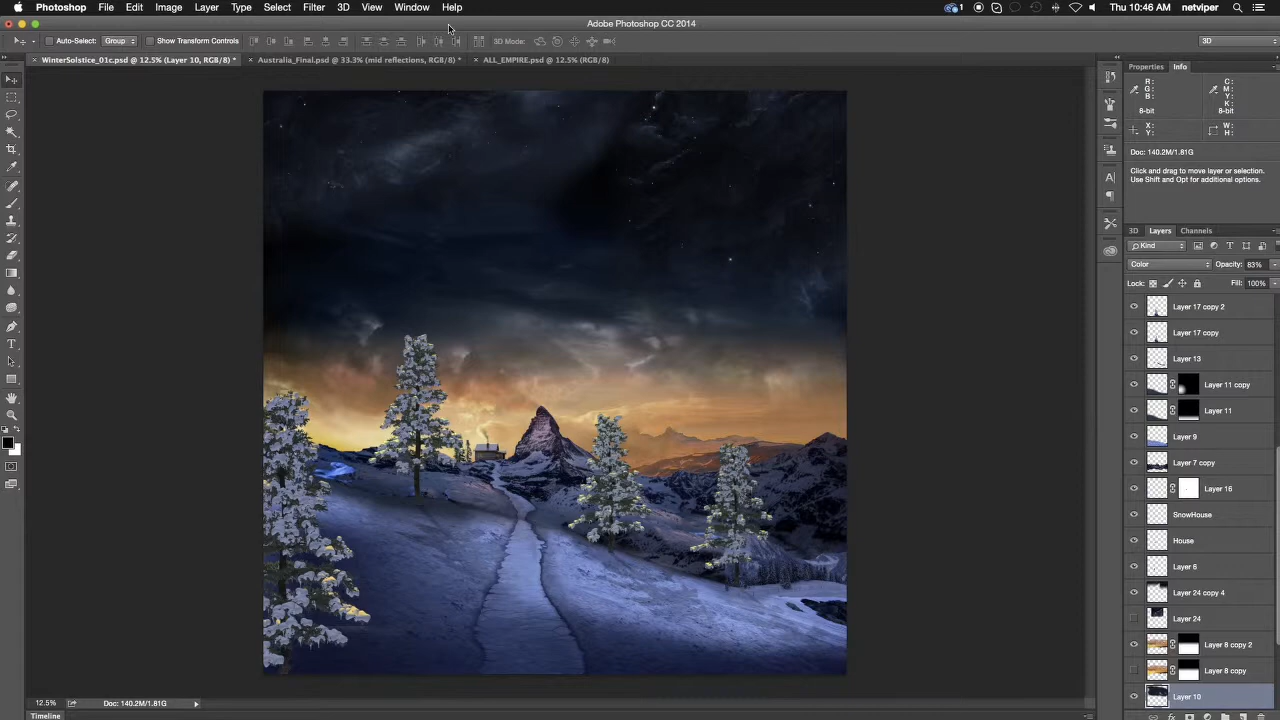 Photoshop File Edit Image Layer Type Select Filter 3D View Window Help 1 Thu 10:46 AM netviper
Adobe Photoshop CC 2014
Auto-Select: Group Show Transform Controls 3D Mode: 3D
WinterSolstice_01c.psd @ 12.5% (Layer 10, RGB/8) * Australia_Final.psd @ 33.3% (mid reflections, RGB/8) * ALL_EMPIRE.psd @ 12.5% (RGB/8)
Properties Info
R: C:
G: M:
B: Y:
K:
8-bit 8-bit
X: W:
Y: H:
Doc: 140.2M/1.81G
Click and drag to move layer or selection.
Use Shift and Opt for additional options.
3D Layers Channels
Kind
Color Opacity: 83%
Lock: Fill: 100%
Layer 17 copy 2
Layer 17 copy
Layer 13
Layer 11 copy
Layer 11
Layer 9
Layer 7 copy
Layer 16
SnowHouse
House
Layer 6
Layer 24 copy 4
Layer 24
Layer 8 copy 2
Layer 8 copy
Layer 10
12.5% Doc: 140.2M/1.81G
Timeline